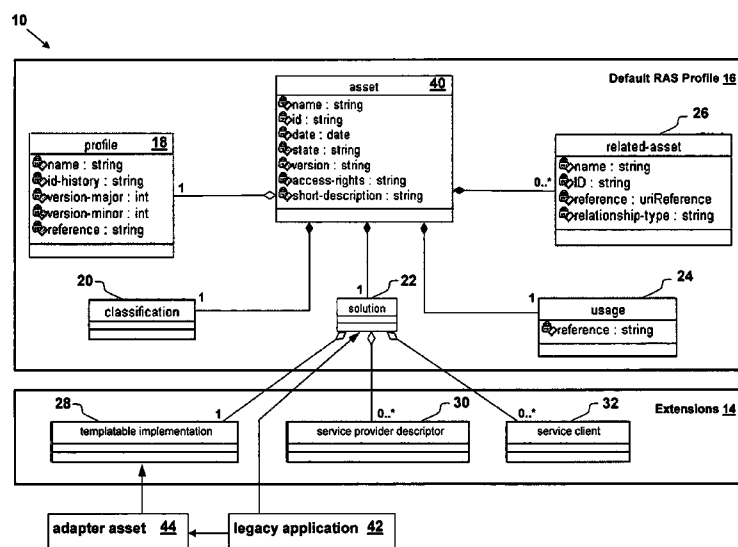 10
Default RAS Profile 16
asset 40
name : string
id : string
date : date
state : string
version : string
access-rights : string
short-description : string
profile 18
name : string
id-history : string
version-major : int
version-minor : int
reference : string
1
26
related-asset
name : string
ID : string
reference : uriReference
relationship-type : string
0..*
20
classification
1
22
1
solution
24
1
usage
reference : string
Extensions 14
28
1
templatable implementation
30
0..*
service provider descriptor
32
0..*
service client
adapter asset 44
legacy application 42